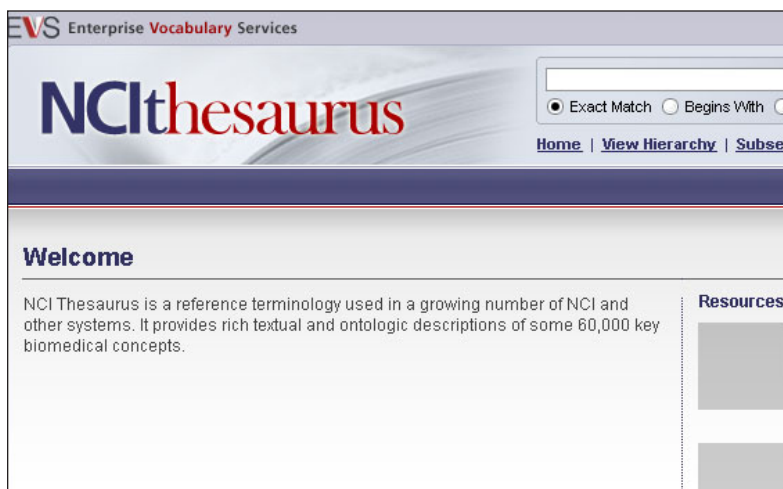 EVS Enterprise Vocabulary Services
NCIthesaurus
Exact Match Begins With
Home | View Hierarchy | Subse
Welcome
NCI Thesaurus is a reference terminology used in a growing number of NCI and
other systems. It provides rich textual and ontologic descriptions of some 60,000 key
biomedical concepts.
Resources